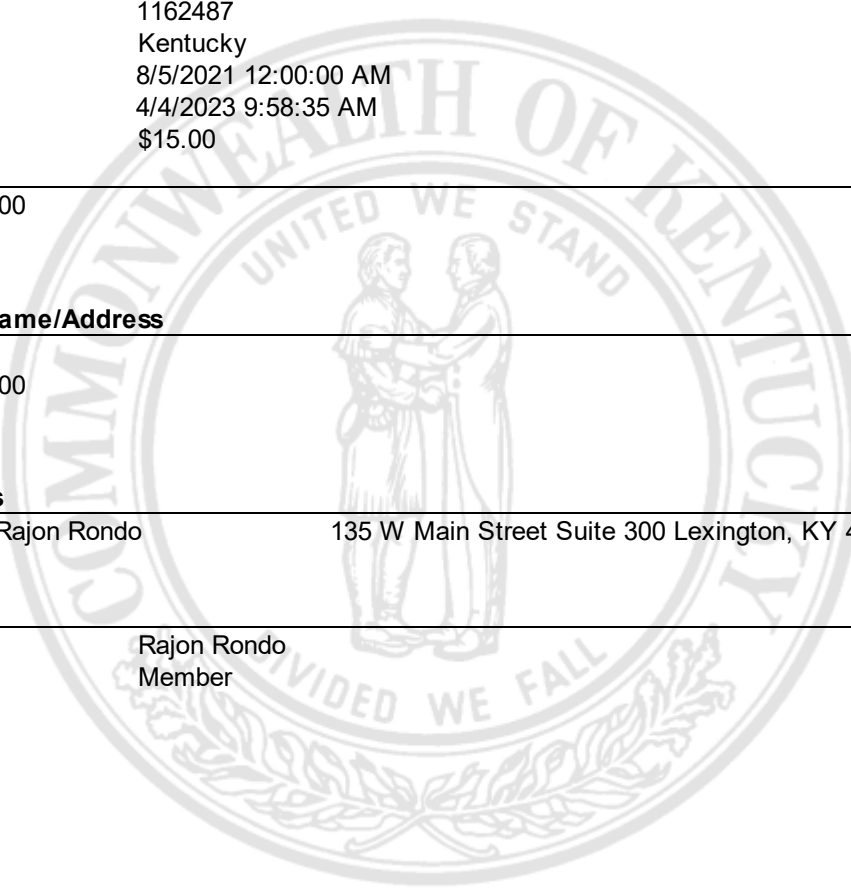 1162487
Kentucky
8/5/2021 12:00:00 AM
4/4/2023 9:58:35 AM
$15.00
00
ame/Address
00
s
Rajon Rondo 135 W Main Street Suite 300 Lexington, KY 4
Rajon Rondo
Member
COMMONWEALTH OF KENTUCKY
UNITED WE STAND
DIVIDED WE FALL